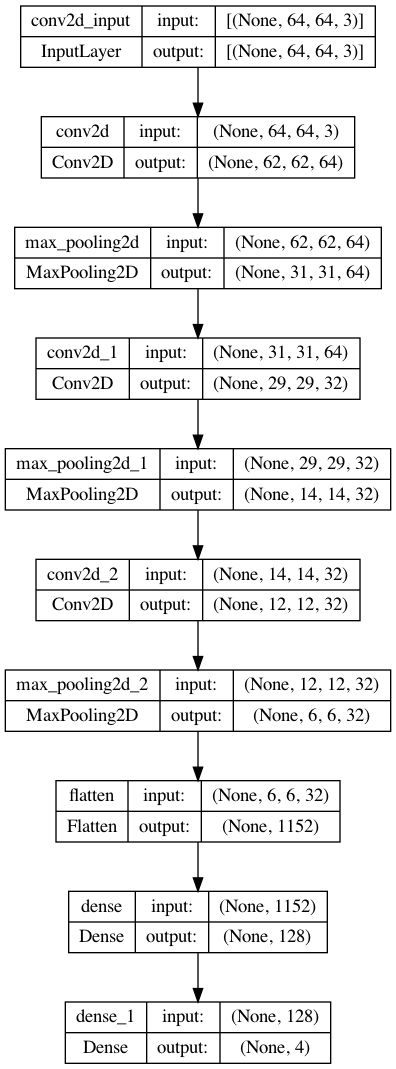 conv2d_input input: [(None, 64, 64, 3)]
InputLayer output: [(None, 64, 64, 3)]
conv2d input: (None, 64, 64, 3)
Conv2D output: (None, 62, 62, 64)
max_pooling2d input: (None, 62, 62, 64)
MaxPooling2D output: (None, 31, 31, 64)
conv2d_1 input: (None, 31, 31, 64)
Conv2D output: (None, 29, 29, 32)
max_pooling2d_1 input: (None, 29, 29, 32)
MaxPooling2D output: (None, 14, 14, 32)
conv2d_2 input: (None, 14, 14, 32)
Conv2D output: (None, 12, 12, 32)
max_pooling2d_2 input: (None, 12, 12, 32)
MaxPooling2D output: (None, 6, 6, 32)
flatten input: (None, 6, 6, 32)
Flatten output: (None, 1152)
dense input: (None, 1152)
Dense output: (None, 128)
dense_1 input: (None, 128)
Dense output: (None, 4)